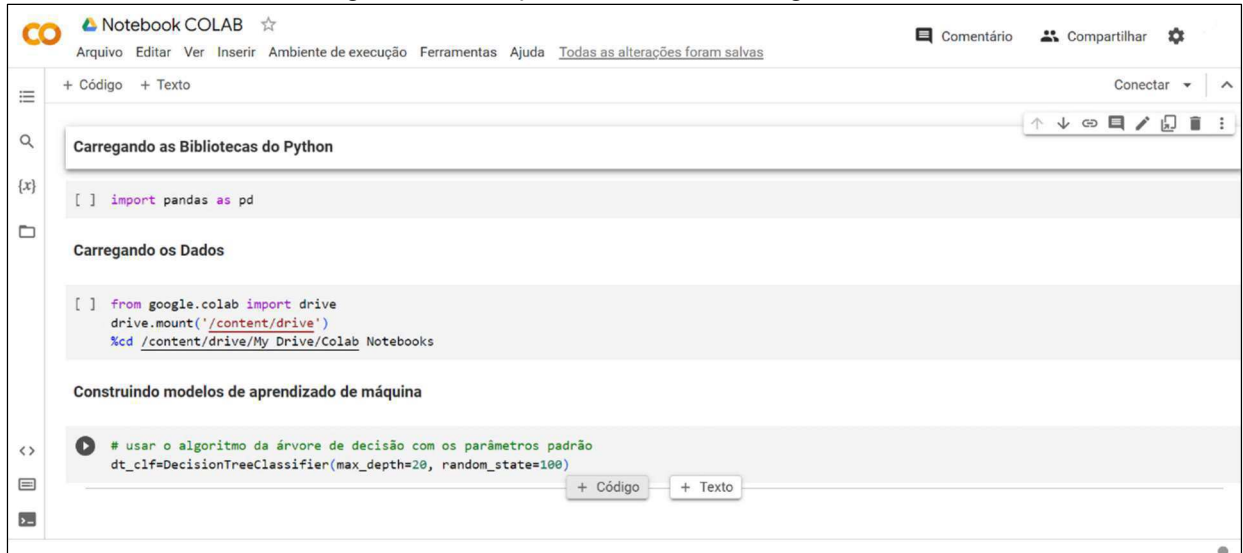 Notebook COLAB
Comentário Compartilhar
Arquivo Editar Ver Inserir Ambiente de execução Ferramentas Ajuda Todas as alterações foram salvas
+ Código + Texto Conectar
Carregando as Bibliotecas do Python
{x}
[ ] import pandas as pd
Carregando os Dados
[ ] from google.colab import drive
drive.mount('/content/drive')
%cd /content/drive/My Drive/Colab Notebooks
Construindo modelos de aprendizado de máquina
# usar o algoritmo da árvore de decisão com os parâmetros padrão
<> dt_clf=DecisionTreeClassifier(max_depth=20, random_state=100)
+ Código + Texto